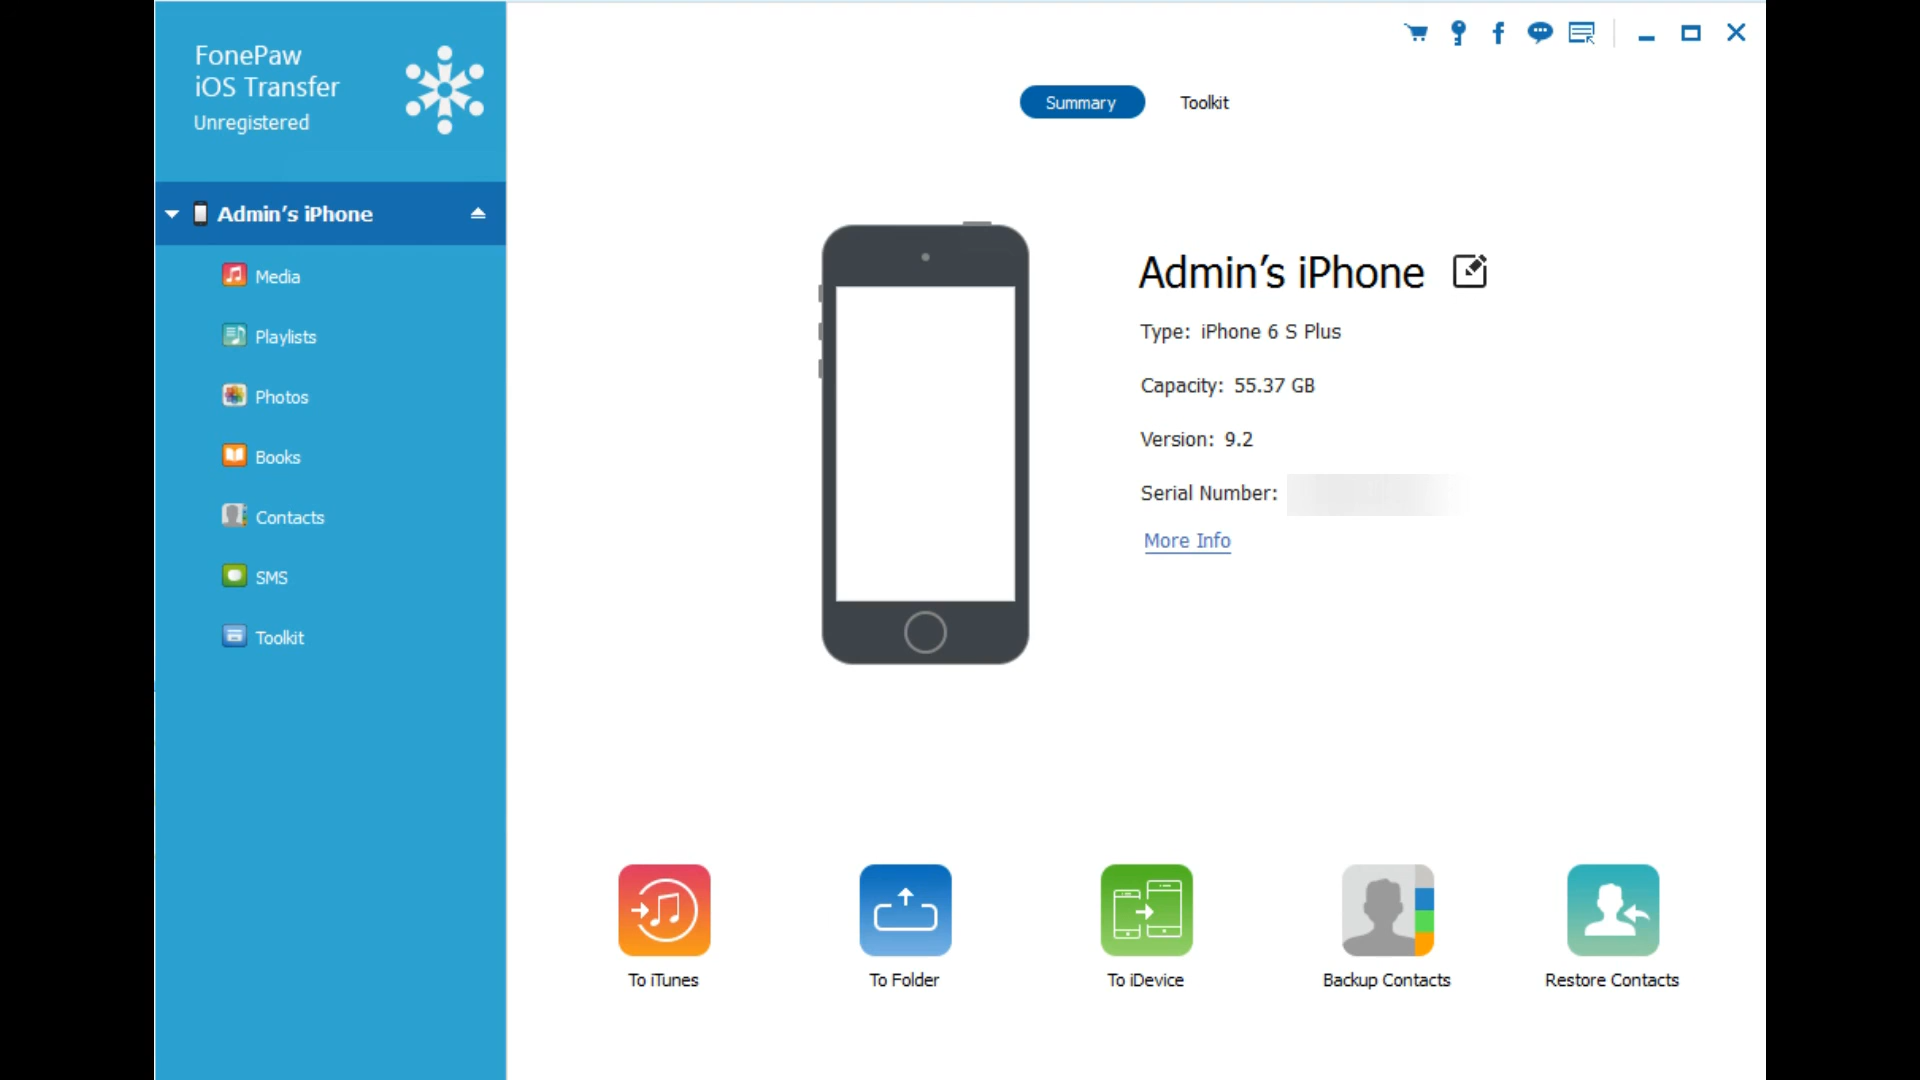 FonePaw
iOS Transfer
Unregistered
Admin's iPhone
Media
Playlists
Photos
Books
Contacts
SMS
Toolkit
Summary
Toolkit
Admin's iPhone
Type: iPhone 6 S Plus
Capacity: 55.37 GB
Version: 9.2
Serial Number:
More Info
To iTunes
To Folder
To iDevice
Backup Contacts
Restore Contacts